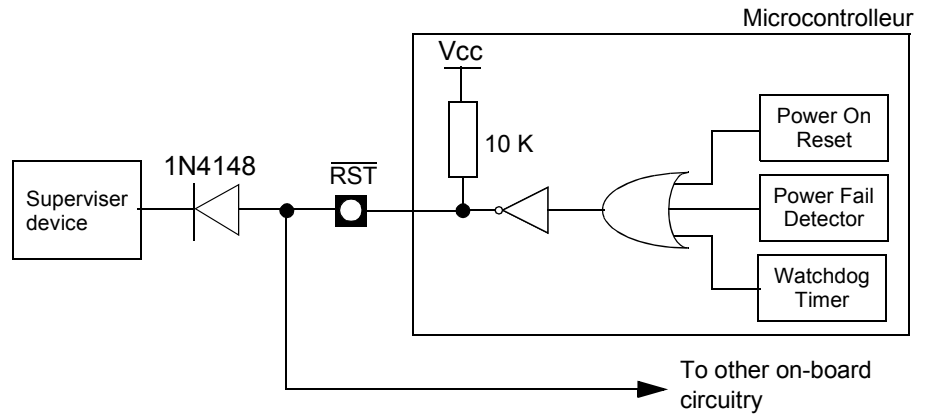 Microcontrolleur
Vcc
10 K
Power On
Reset
1N4148
RST
Superviser
device
Power Fail
Detector
Watchdog
Timer
To other on-board
circuitry